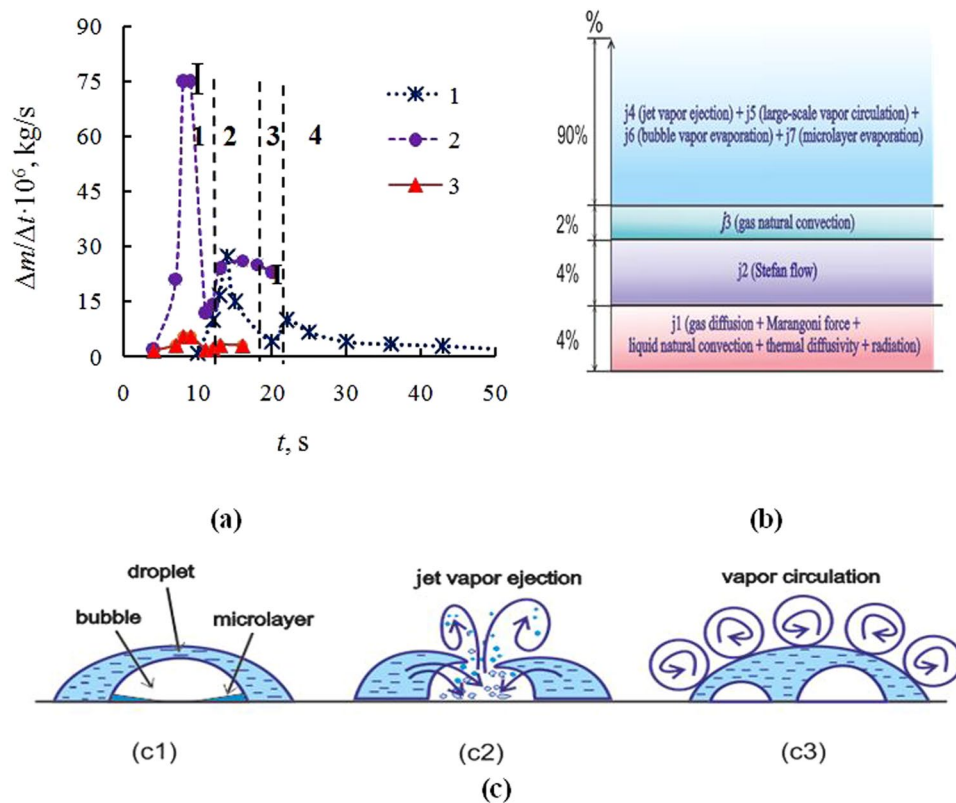 90
75
60
45
30
15
0
Δm/Δt·10⁶, kg/s
1
2
3
4
1
2
3
0
10
20
30
40
50
t, s
(a)
%
90%
2%
4%
4%
j4 (jet vapor ejection) + j5 (large-scale vapor circulation) +
j6 (bubble vapor evaporation) + j7 (microlayer evaporation)
j3 (gas natural convection)
j2 (Stefan flow)
j1 (gas diffusion + Marangoni force +
liquid natural convection + thermal diffusivity + radiation)
(b)
droplet
bubble
microlayer
(c1)
jet vapor ejection
(c2)
vapor circulation
(c3)
(c)